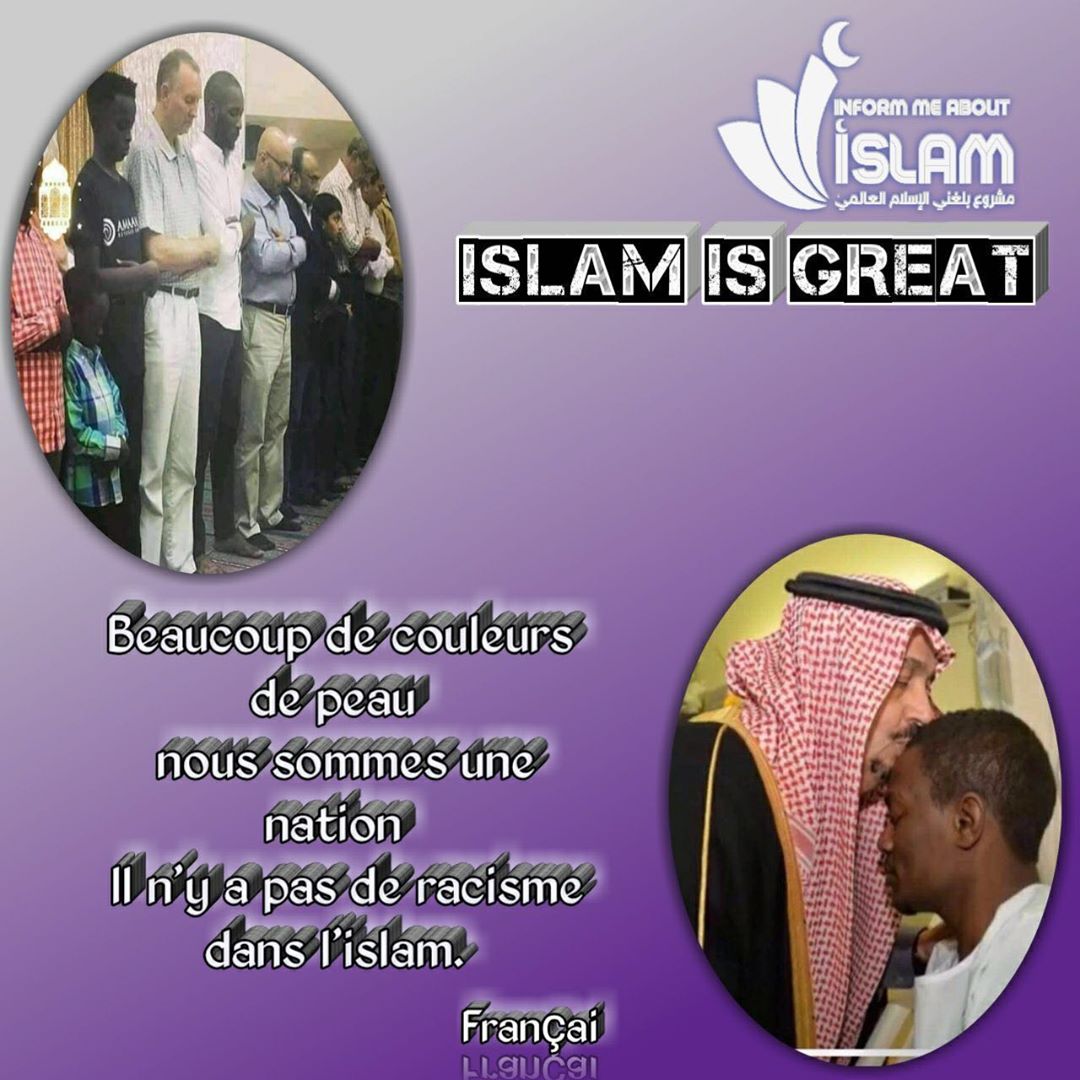 INFORM ME ABOUT
ISLAM
مشروع بلغني الإسلام العالمي
ISLAM IS GREAT
AMAAN
Beaucoup de couleurs
de peau
nous sommes une
nation
Il n'y a pas de racisme
dans l'islam.
FranÇai